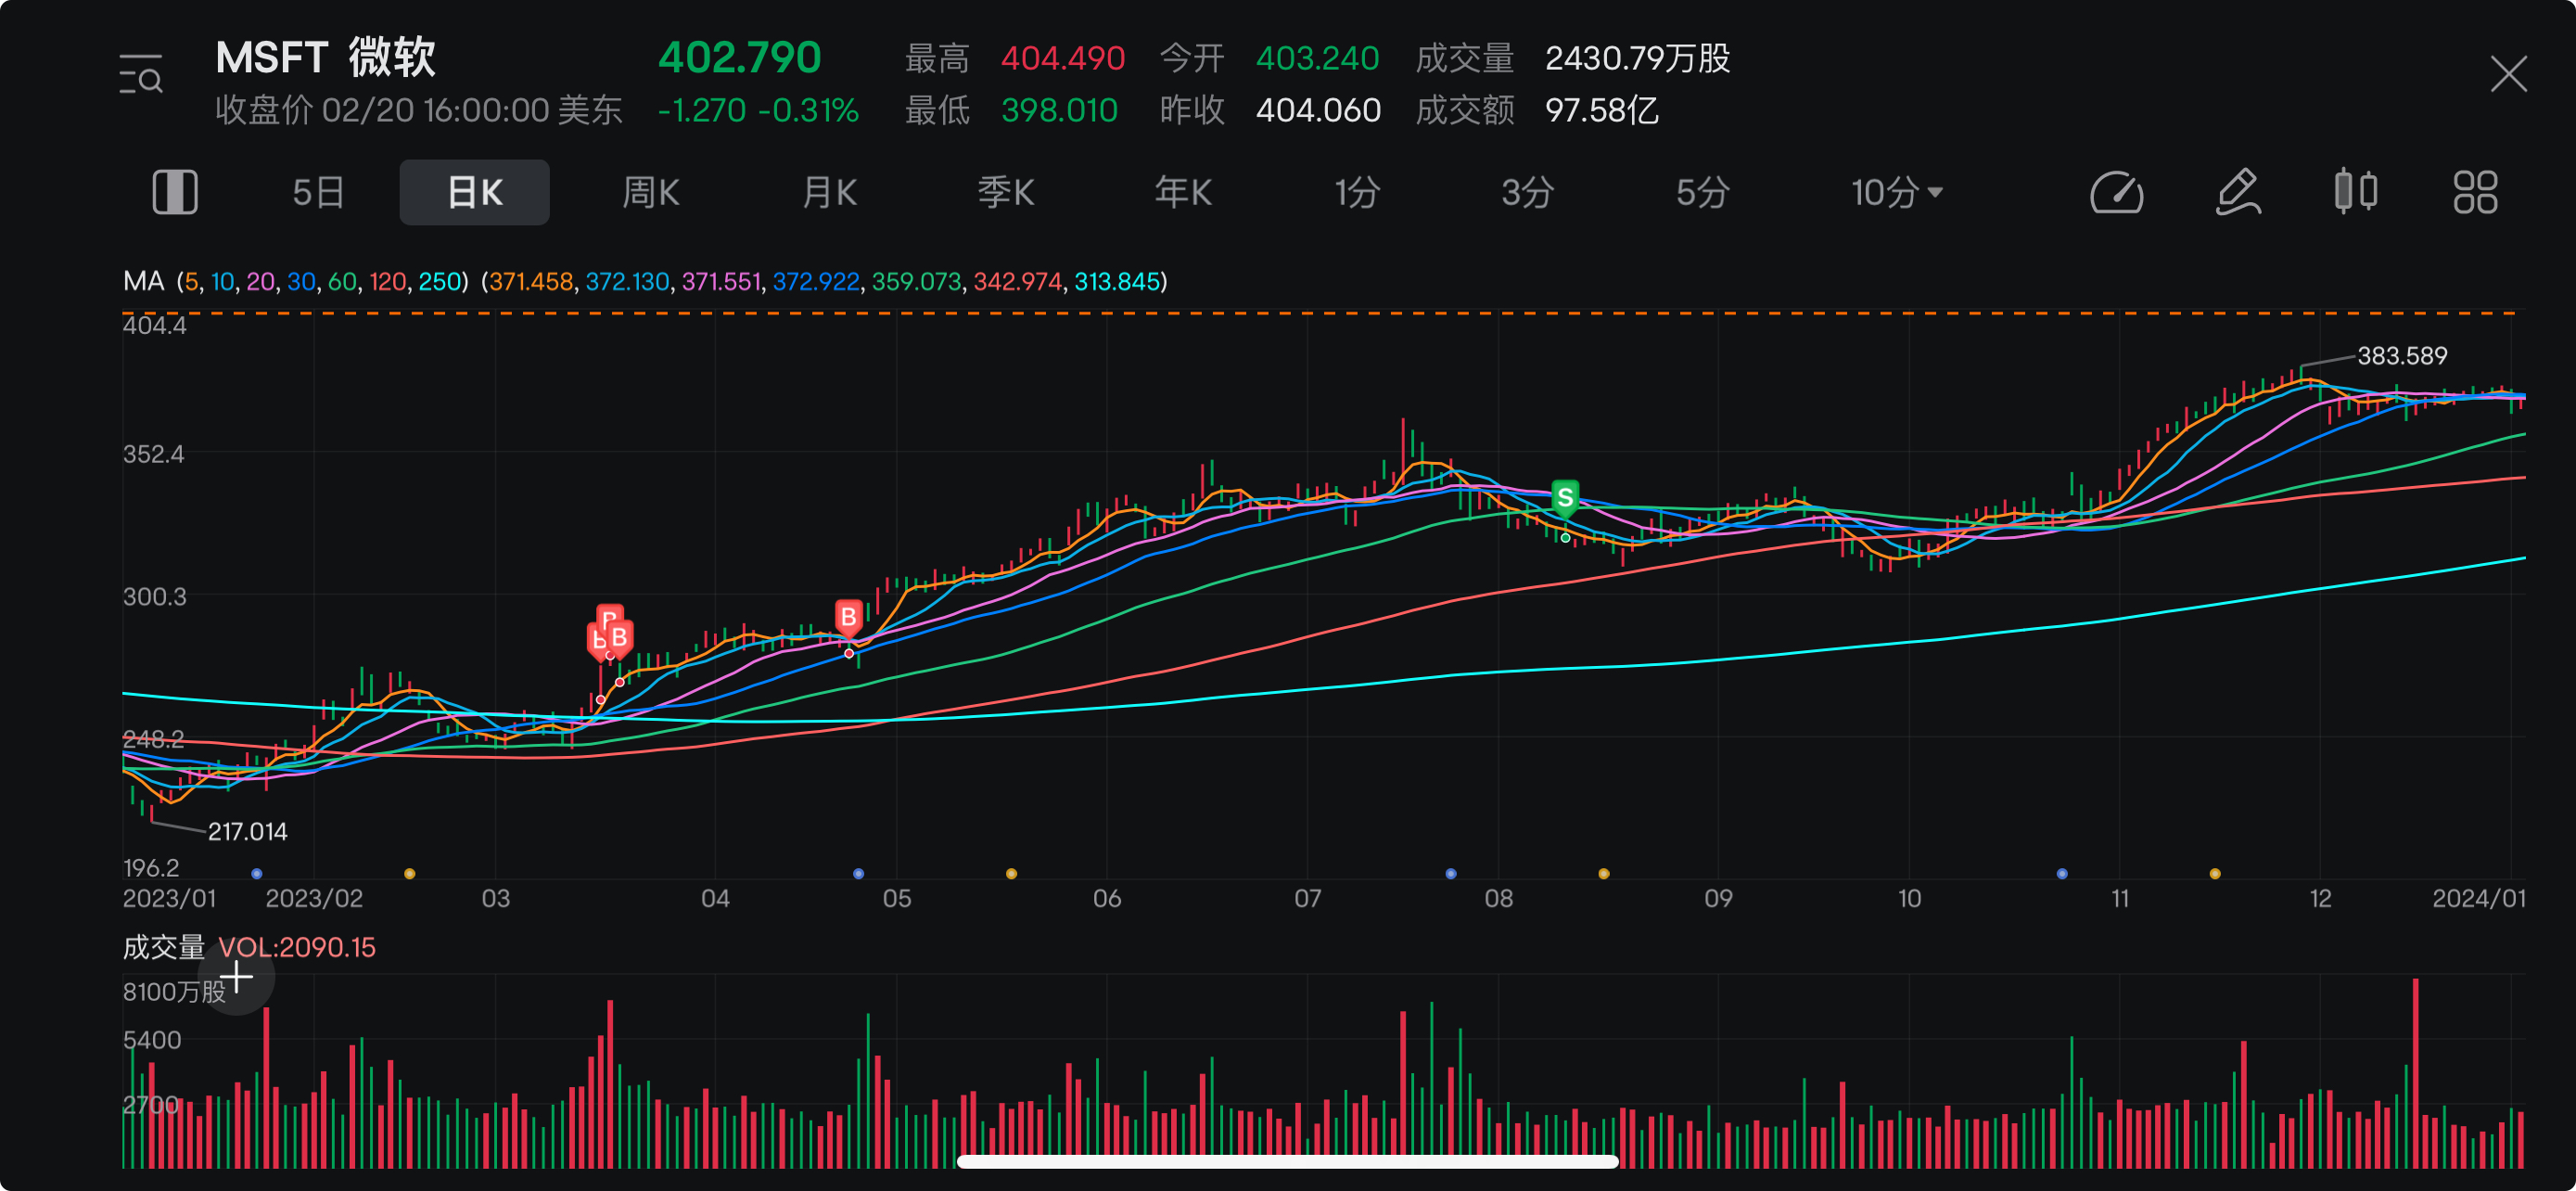 MSFT 微软 402.790 最高 404.490 今开 403.240 成交量 2430.79万股
收盘价 02/20 16:00:00 美东 -1.270 -0.31% 最低 398.010 昨收 404.060 成交额 97.58亿
5日 日K 周K 月K 季K 年K 1分 3分 5分 10分
MA (5, 10, 20, 30, 60, 120, 250) (371.458, 372.130, 371.551, 372.922, 359.073, 342.974, 313.845)
404.4
383.589
352.4
S
300.3
B B B B
248.2
217.014
196.2
2023/01 2023/02 03 04 05 06 07 08 09 10 11 12 2024/01
成交量 VOL:2090.15
8100万股
5400
2700